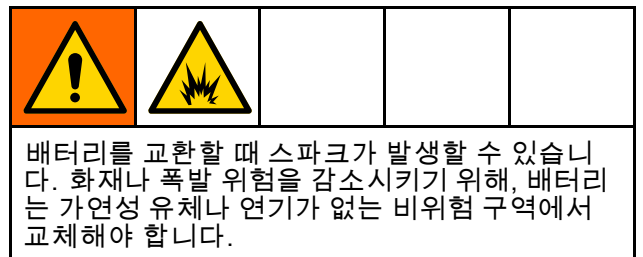 배터리를 교환할 때 스파크가 발생할 수 있습니
다. 화재나 폭발 위험을 감소시키기 위해, 배터리
는 가연성 유체나 연기가 없는 비위험 구역에서
교체해야 합니다.